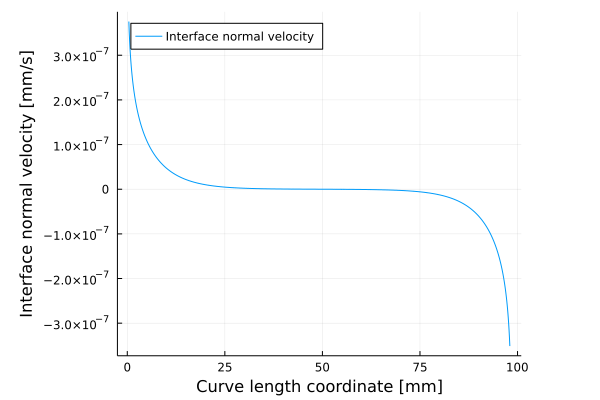 Interface normal velocity
Interface normal velocity [mm/s]
3.0×10⁻⁷
2.0×10⁻⁷
1.0×10⁻⁷
0
−1.0×10⁻⁷
−2.0×10⁻⁷
−3.0×10⁻⁷
0 25 50 75 100
Curve length coordinate [mm]